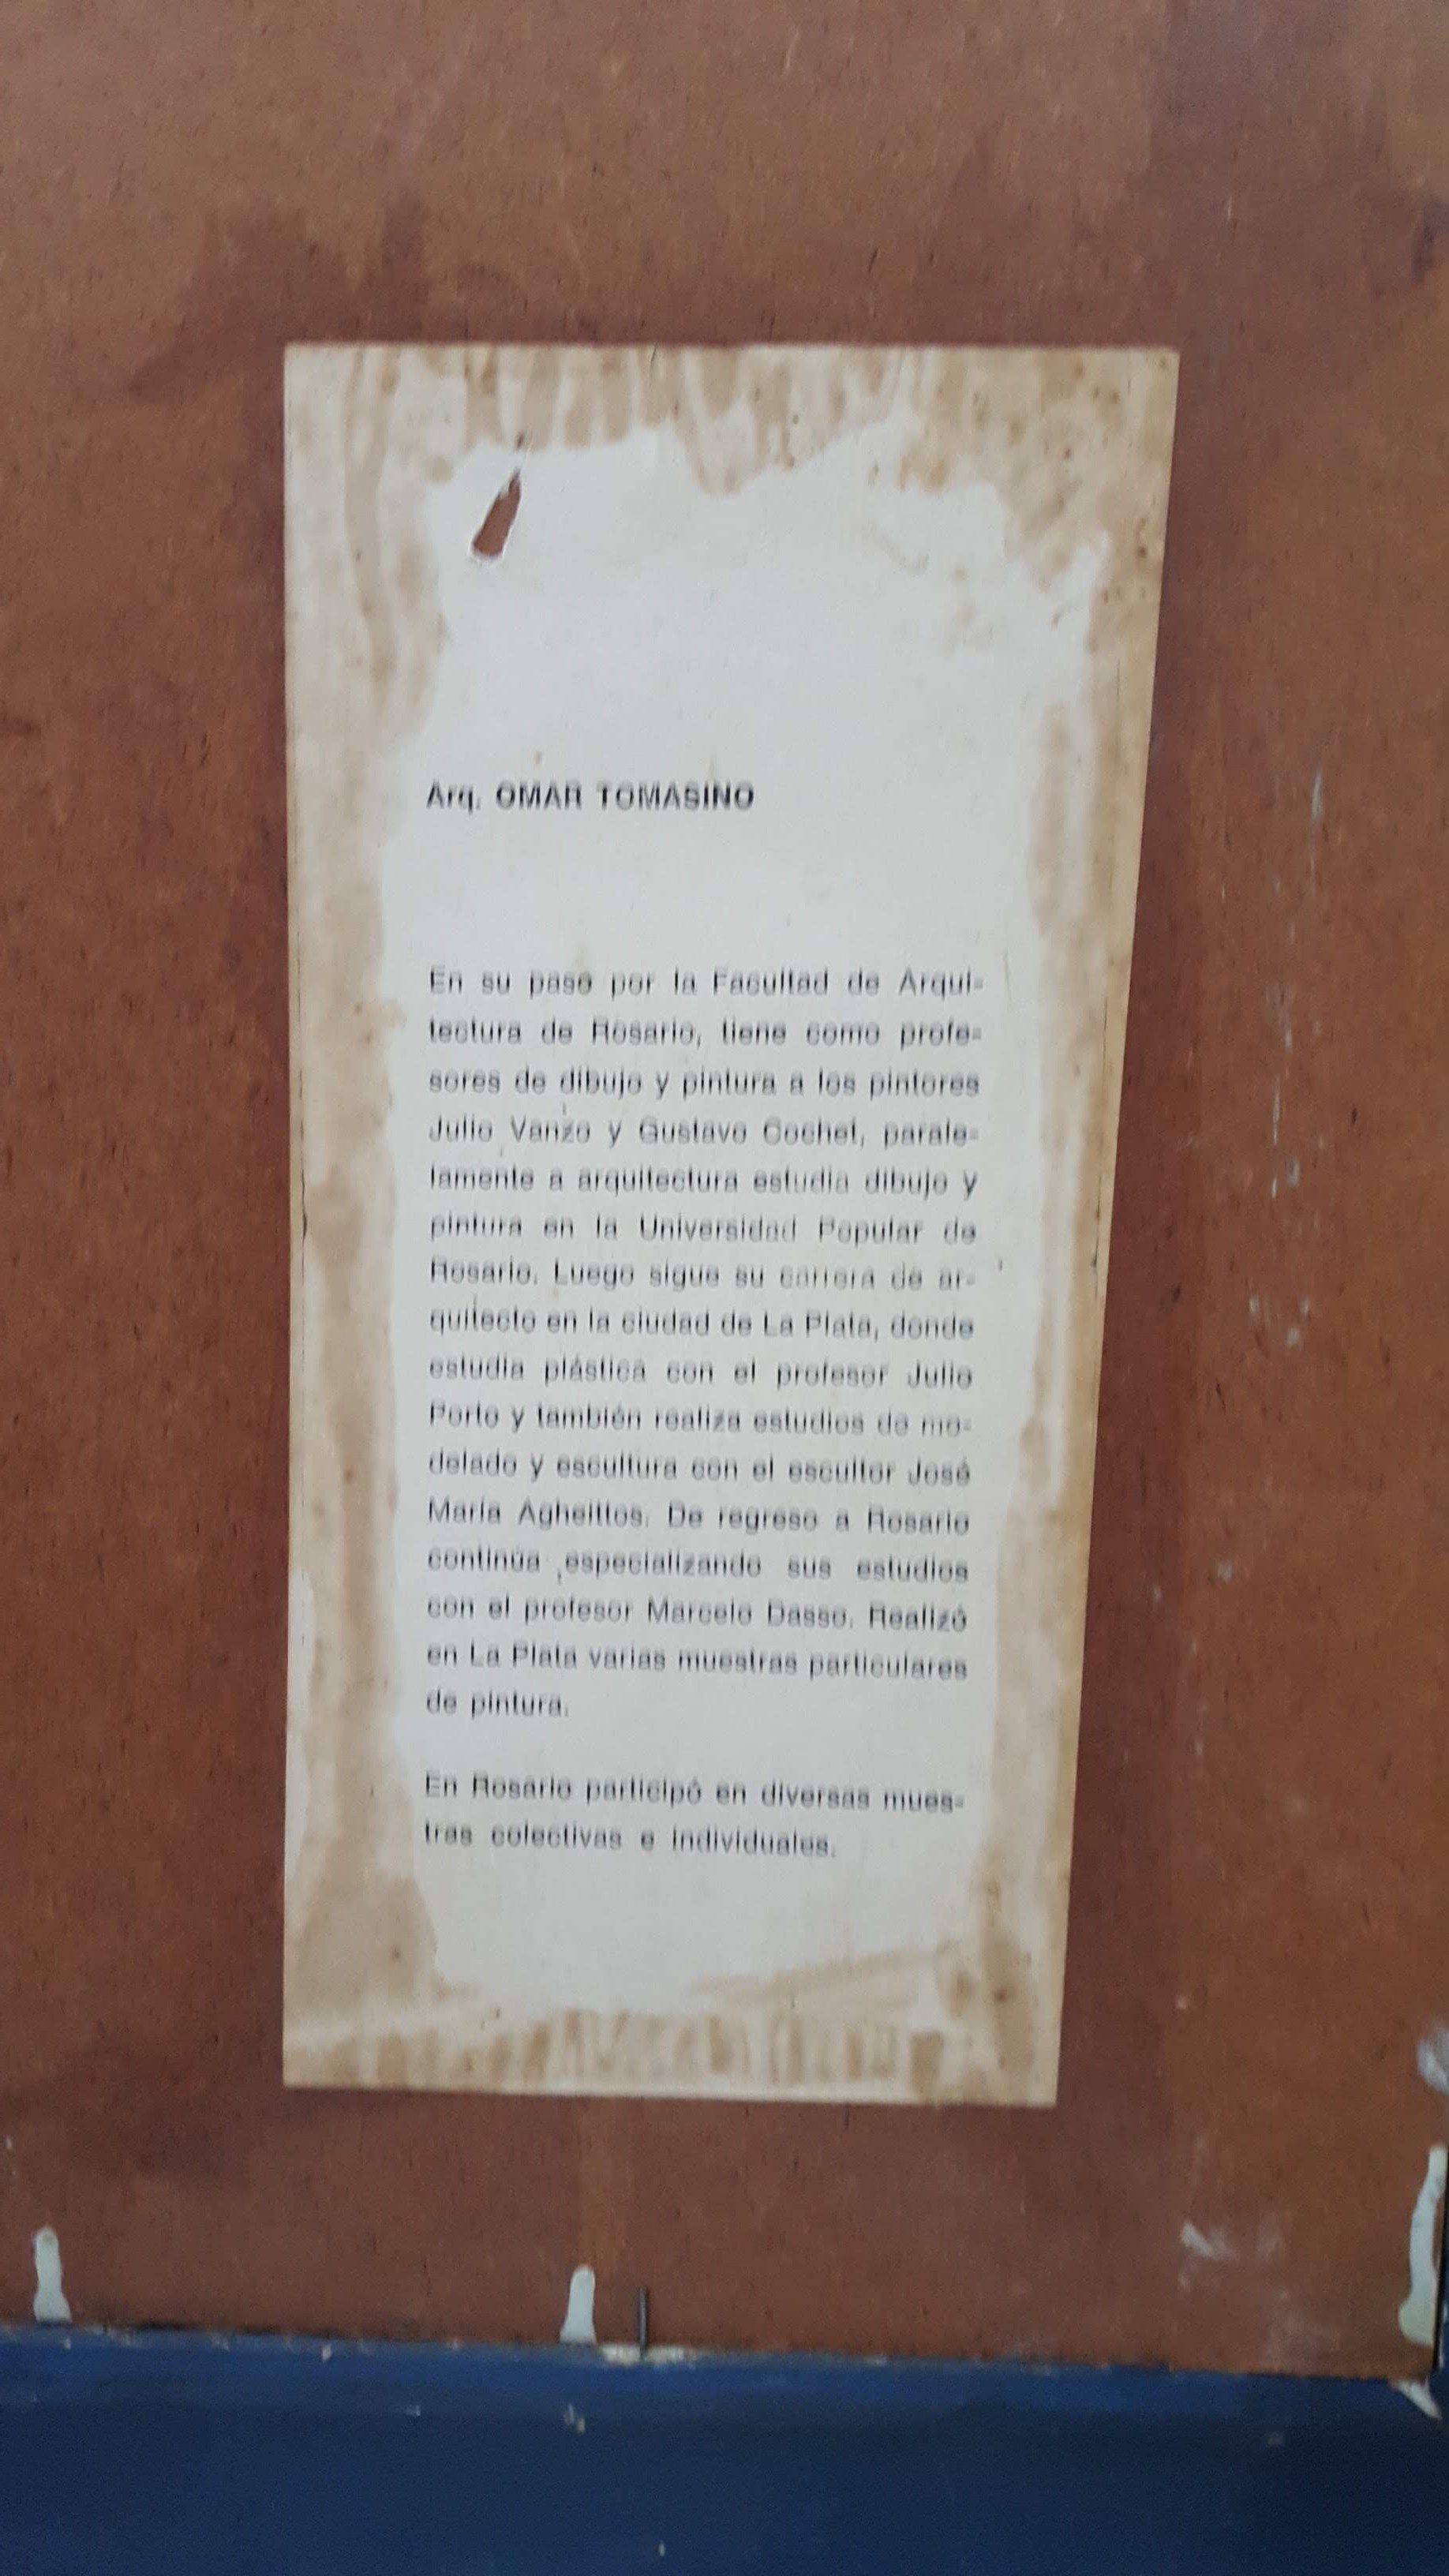 Arq. OMAR TOMASINO
En su paso por la Facultad de Arqui-
tectura de Rosario, tiene como profe-
sores de dibujo y pintura a los pintores
Julio Vanzo y Gustavo Cochet, parale-
lamente a arquitectura estudia dibujo y
pintura en la Universidad Popular de
Rosario. Luego sigue su carrera de ar-
quitecto en la ciudad de La Plata, donde
estudia plástica con el profesor Julio
y también realiza estudios de mo-
delado y escultura con el escultor José
María. De regreso a Rosario
continúa especializando sus estudios
con el profesor Marcelo Dasso. Realizó
en La Plata varias muestras particulares
de pintura.
En Rosario participó en diversas mues-
tras colectivas e individuales.